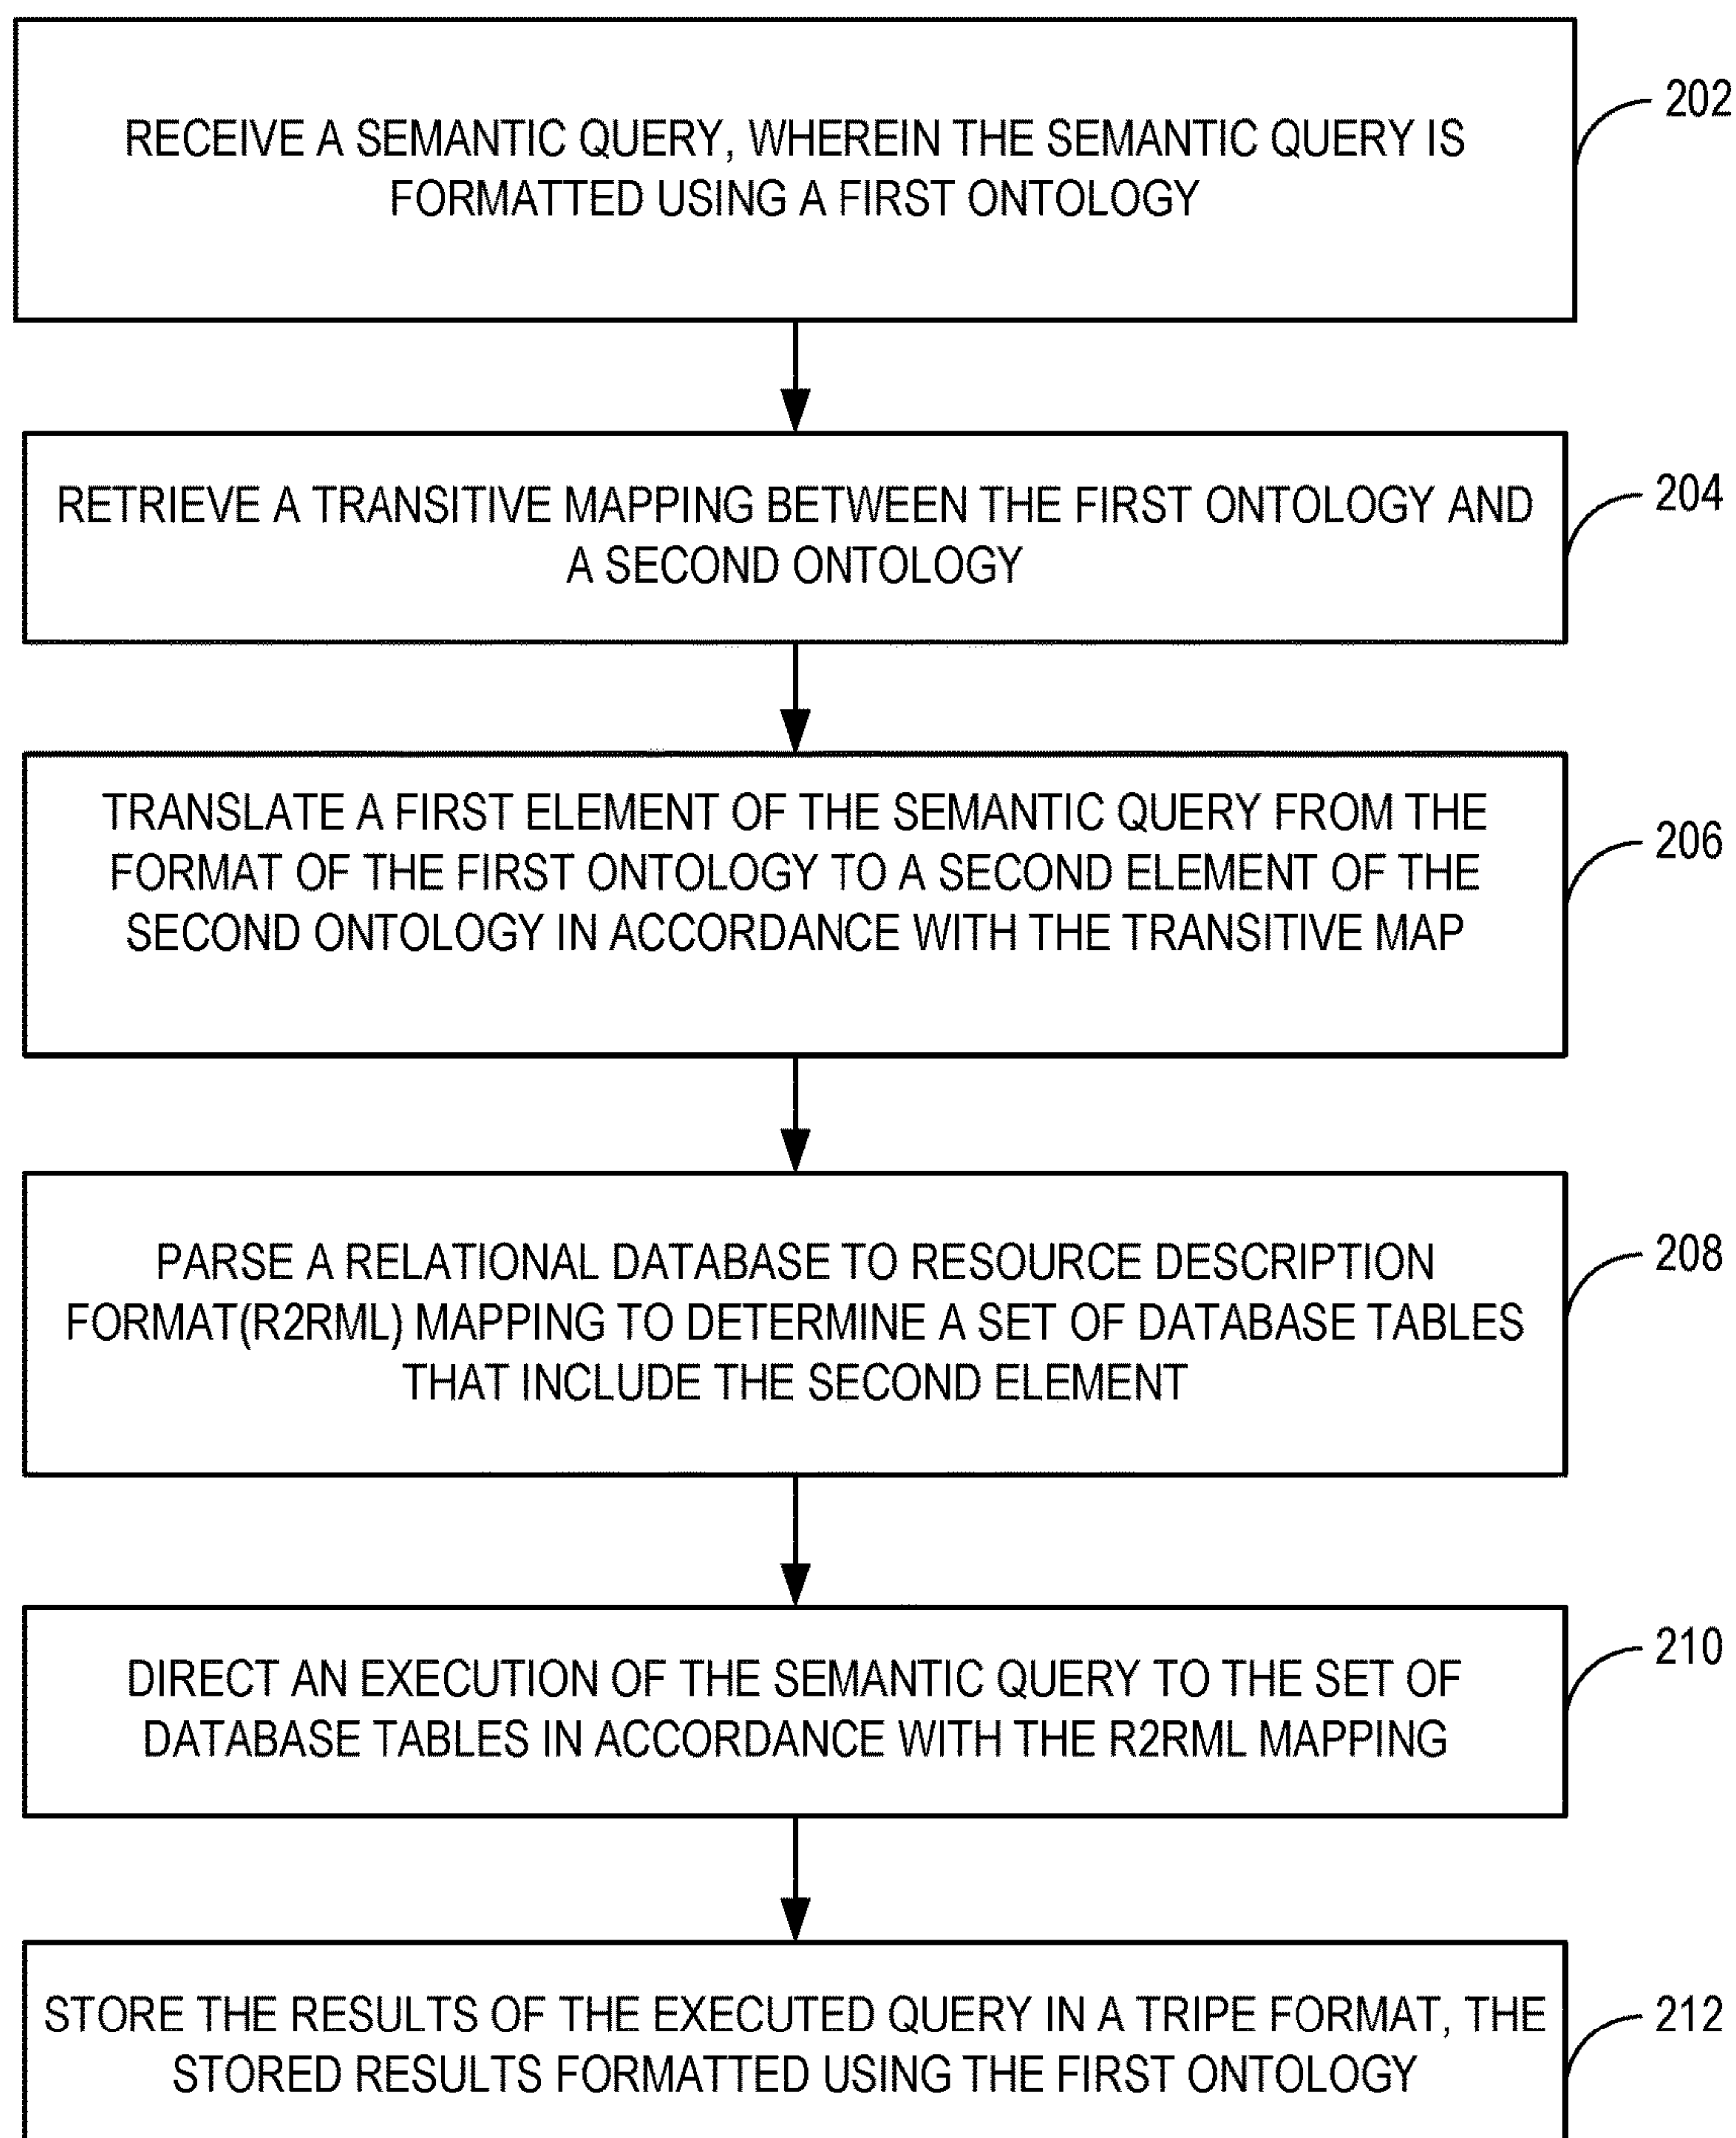 RECEIVE A SEMANTIC QUERY, WHEREIN THE SEMANTIC QUERY IS
FORMATTED USING A FIRST ONTOLOGY
202
RETRIEVE A TRANSITIVE MAPPING BETWEEN THE FIRST ONTOLOGY AND
A SECOND ONTOLOGY
204
TRANSLATE A FIRST ELEMENT OF THE SEMANTIC QUERY FROM THE
FORMAT OF THE FIRST ONTOLOGY TO A SECOND ELEMENT OF THE
SECOND ONTOLOGY IN ACCORDANCE WITH THE TRANSITIVE MAP
206
PARSE A RELATIONAL DATABASE TO RESOURCE DESCRIPTION
FORMAT(R2RML) MAPPING TO DETERMINE A SET OF DATABASE TABLES
THAT INCLUDE THE SECOND ELEMENT
208
DIRECT AN EXECUTION OF THE SEMANTIC QUERY TO THE SET OF
DATABASE TABLES IN ACCORDANCE WITH THE R2RML MAPPING
210
STORE THE RESULTS OF THE EXECUTED QUERY IN A TRIPE FORMAT, THE
STORED RESULTS FORMATTED USING THE FIRST ONTOLOGY
212